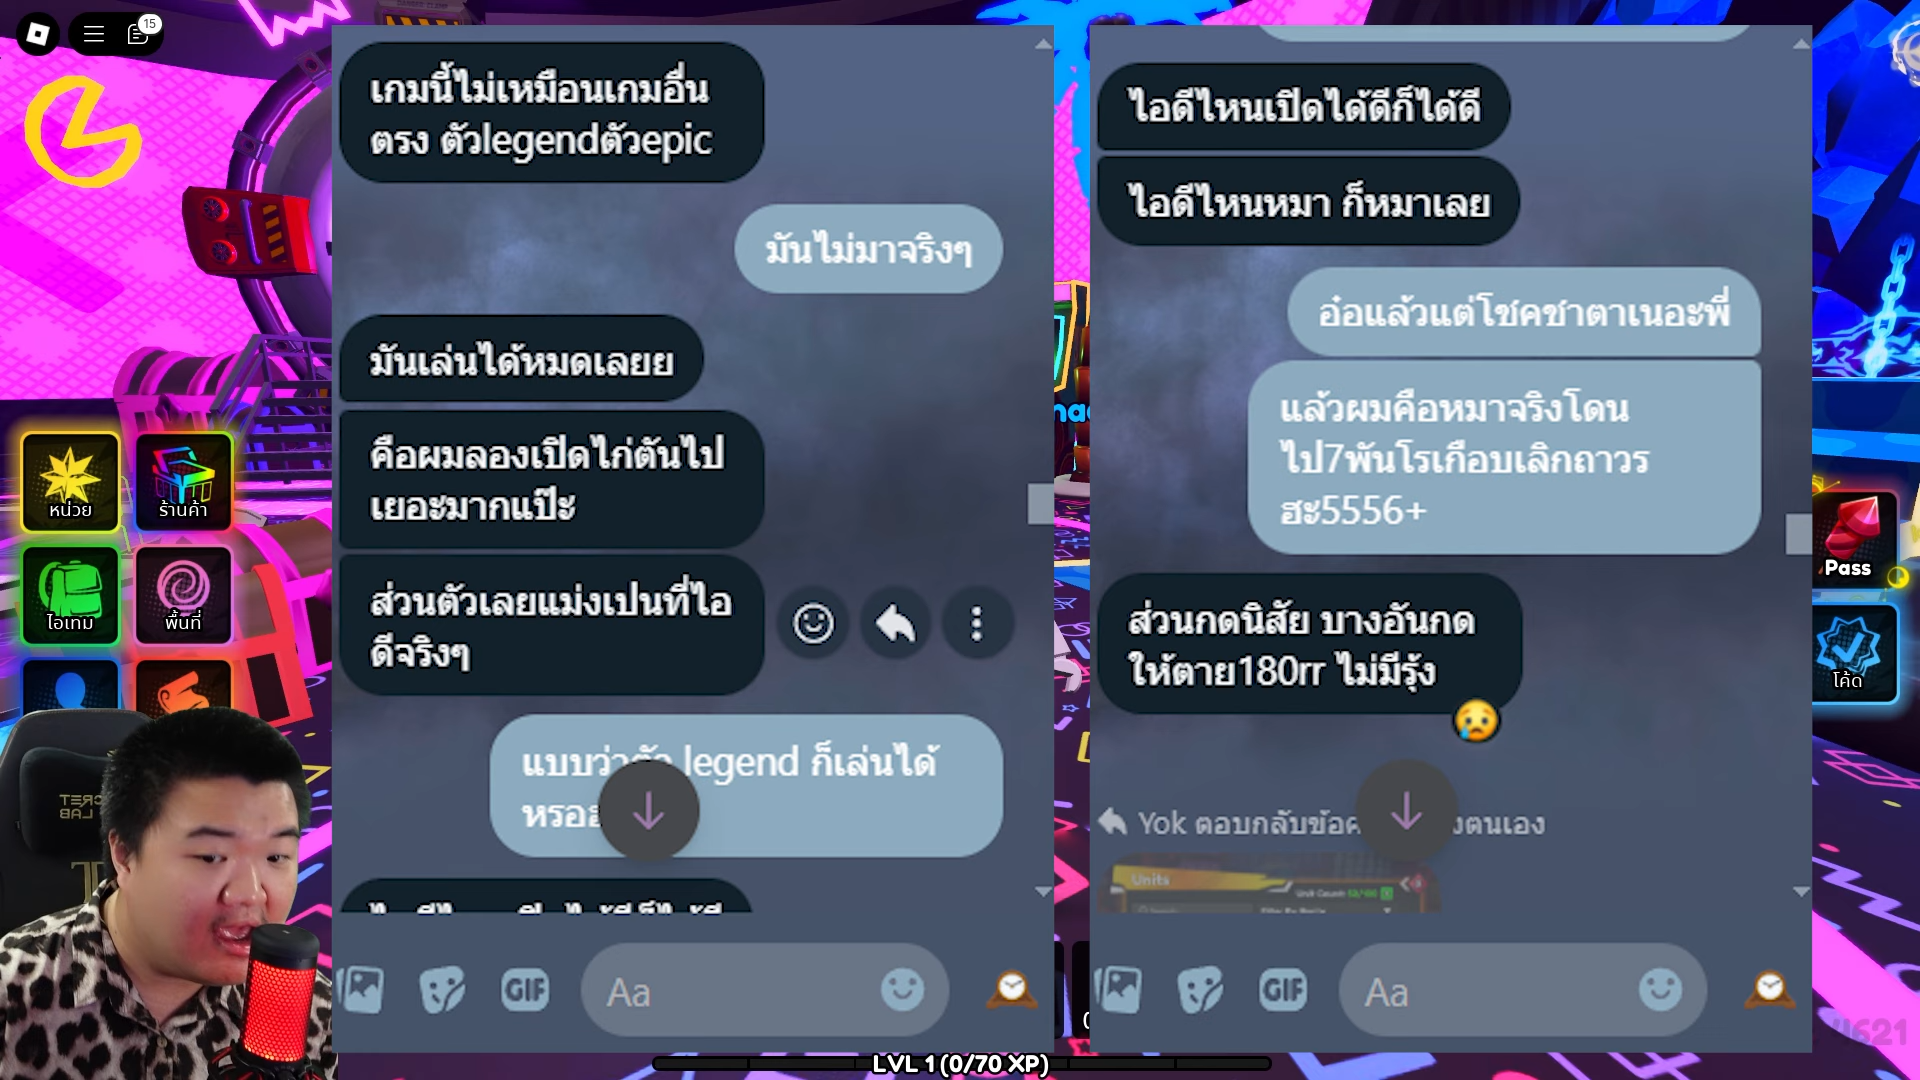 15
เกมนี้ไม่เหมือนเกมอื่น
ตรง ตัวlegendตัวepic
มันไม่มาจริงๆ
มันเล่นได้หมดเลยย
คือผมลองเปิดไก่ตันไป
เยอะมากแป๊ะ
ส่วนตัวเลยแม่งเปนที่ไอ
ดีจริงๆ
แบบว่าตัว legend ก็เล่นได้
Aa
GIF
ไอดีไหนเปิดได้ดีก็ได้ดี
ไอดีไหนหมา ก็หมาเลย
อ๋อแล้วแต่โชคชาตาเนอะพี่
แล้วผมคือหมาจริงโดน
ไป7พันโรเกือบเลิกถาวร
ฮะ5556+
ส่วนกดนิสัย บางอันกด
ให้ตาย180rr ไม่มีรุ้ง
Yok ตอบกลับข้อค
งตนเอง
Units
GIF
Aa
หน่วย
ร้านค้า
ไอเทม
พื้นที่
SECRET
LAB
Pass
โค้ด
LVL 1 (0/70 XP)